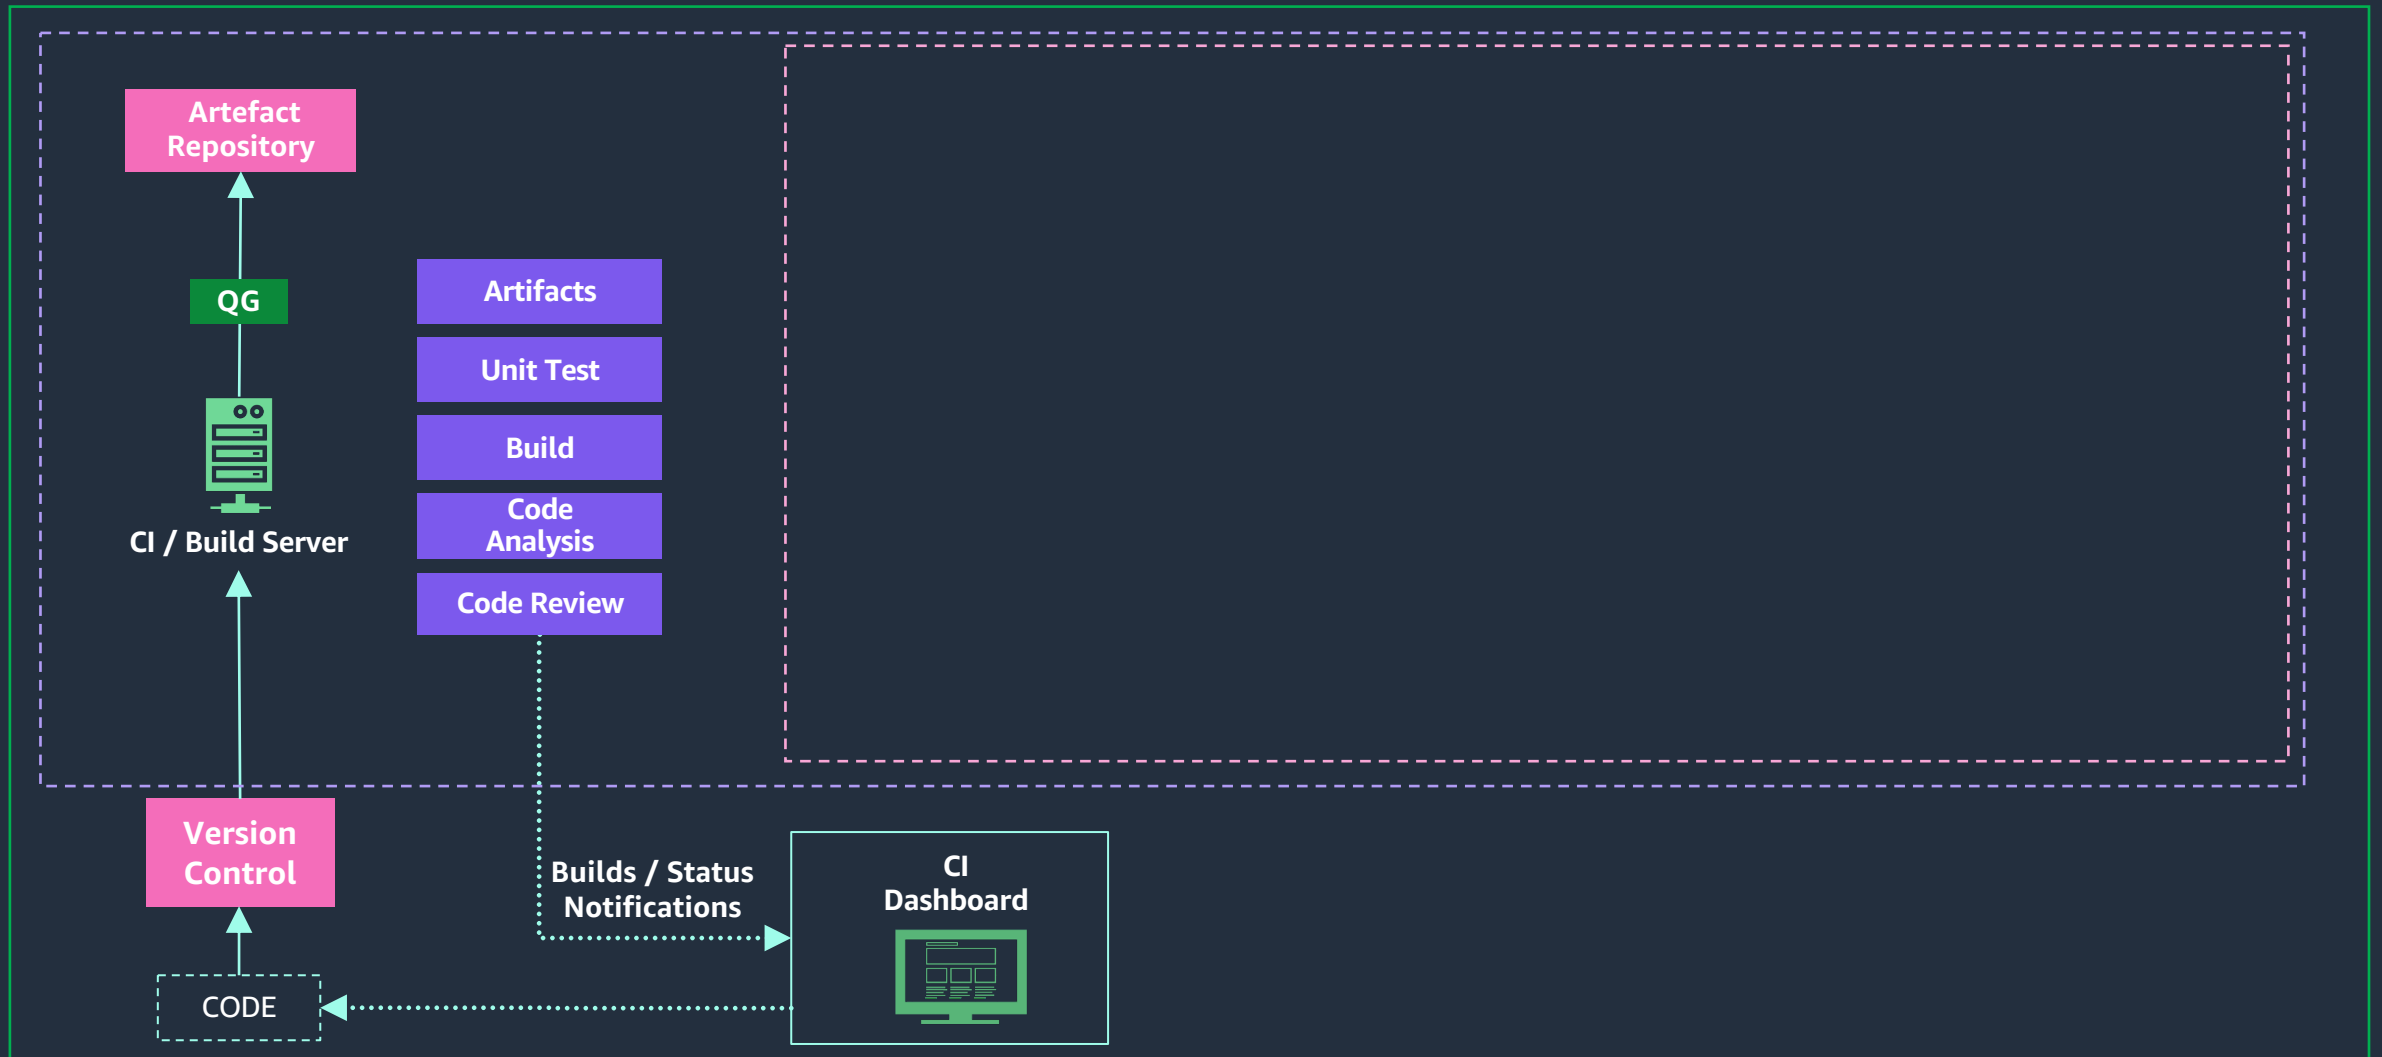 Artefact
Repository
QG
CI / Build Server
Artifacts
Unit Test
Build
Code
Analysis
Code Review
Version
Control
CODE
Builds / Status
Notifications
CI
Dashboard